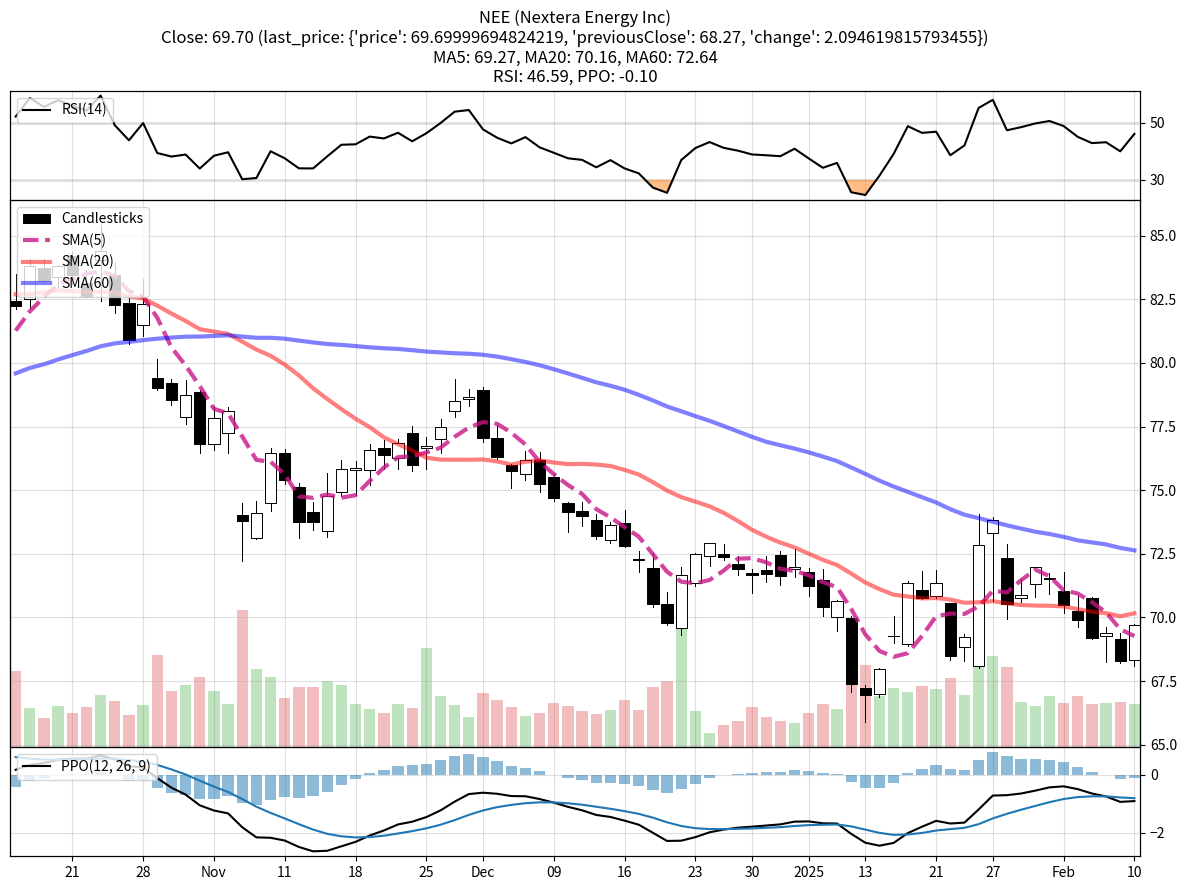 NEE (Nextera Energy Inc)
Close: 69.70 (last_price: {'price': 69.69999694824219, 'previousClose': 68.27, 'change': 2.094619815793455})
MA5: 69.27, MA20: 70.16, MA60: 72.64
RSI: 46.59, PPO: -0.10
RSI(14)
50
30
Candlesticks
SMA(5)
SMA(20)
SMA(60)
85.0
82.5
80.0
77.5
75.0
72.5
70.0
67.5
65.0
PPO(12, 26, 9)
0
−2
21 28 Nov 11 18 25 Dec 09 16 23 30 2025 13 21 27 Feb 10